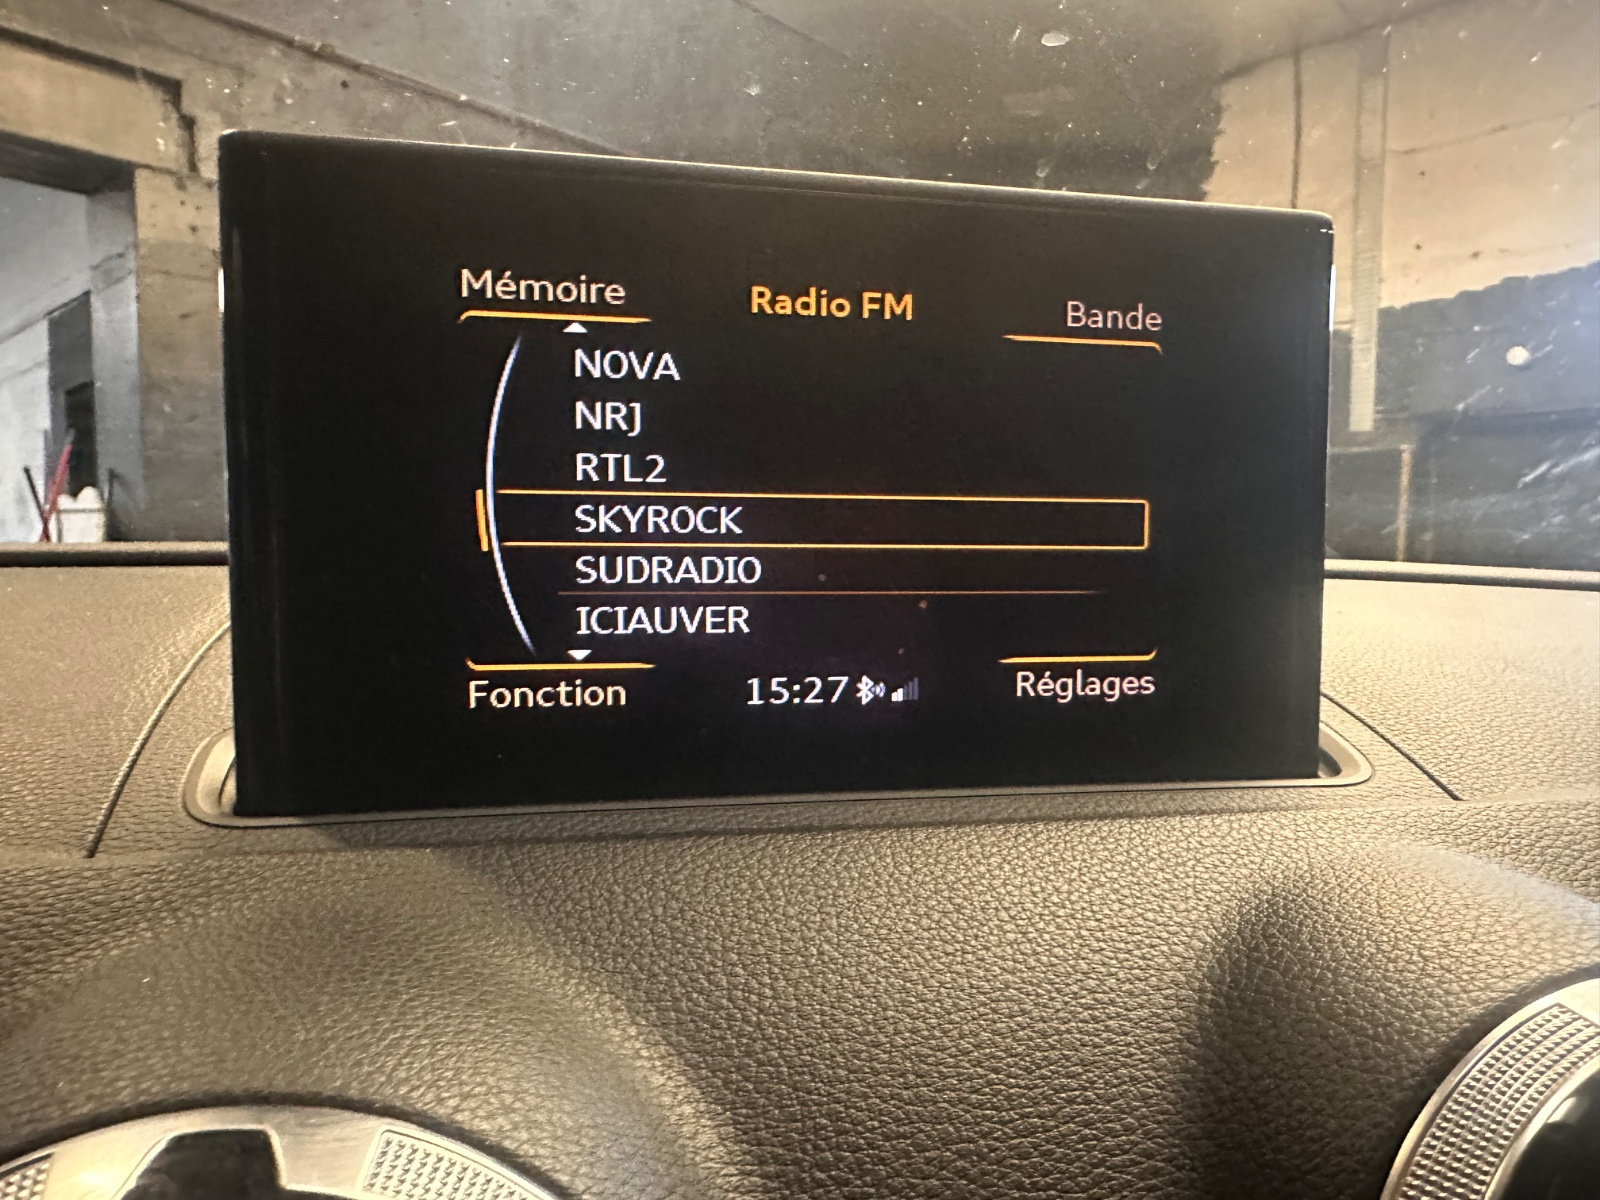 Mémoire
Radio FM
Bande
NOVA
NRJ
RTL2
SKYROCK
SUDRADIO
ICIAUVER
Fonction
15:27
Réglages